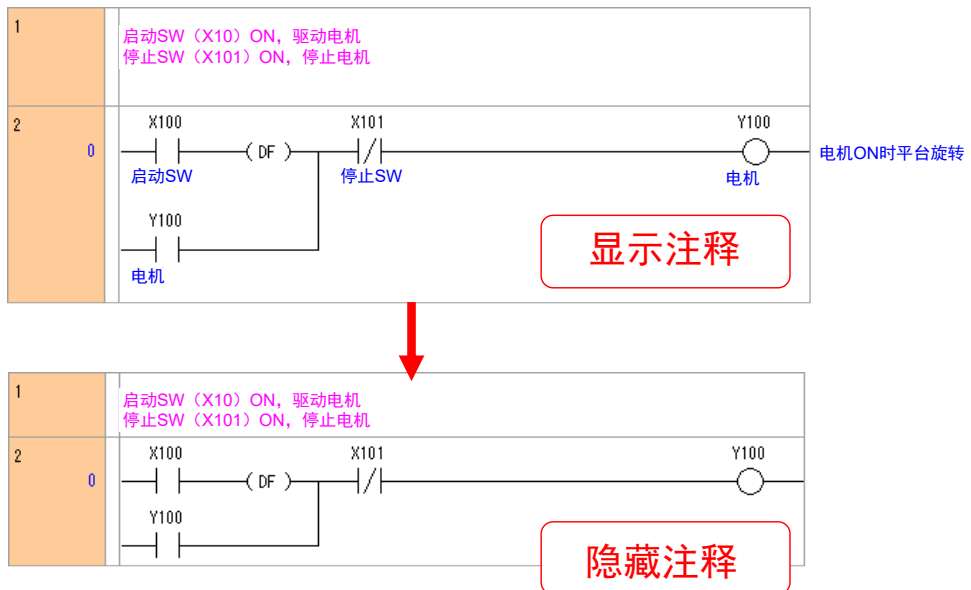 1
启动SW（X10）ON，驱动电机
停止SW（X101）ON，停止电机
2
X100
X101
Y100
0
( DF )
电机ON时平台旋转
启动SW
停止SW
电机
Y100
显示注释
电机
1
启动SW（X10）ON，驱动电机
停止SW（X101）ON，停止电机
2
X100
X101
Y100
0
( DF )
Y100
隐藏注释